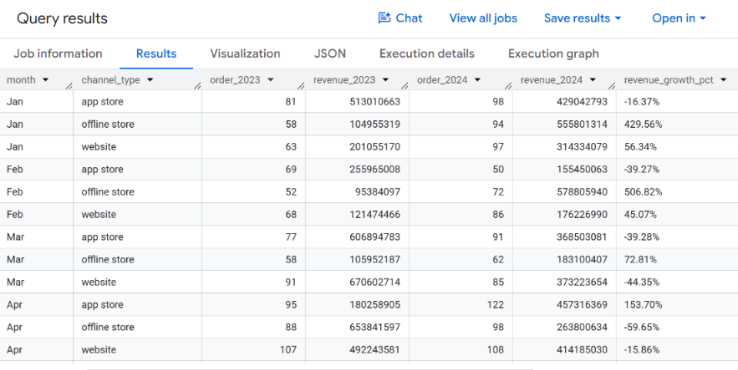 Query results Chat View all jobs Save results Open in
Job information Results Visualization JSON Execution details Execution graph
month channel_type order_2023 revenue_2023 order_2024 revenue_2024 revenue_growth_pct
Jan app store 81 513010663 98 429042793 -16.37%
Jan offline store 58 104955319 94 555801314 429.56%
Jan website 63 201055170 97 314334079 56.34%
Feb app store 69 255965008 50 155450063 -39.27%
Feb offline store 52 95384097 72 578805940 506.82%
Feb website 68 121474466 86 176226990 45.07%
Mar app store 77 606894783 91 368503081 -39.28%
Mar offline store 58 105952187 62 183100407 72.81%
Mar website 91 670602714 85 373223654 -44.35%
Apr app store 95 180258905 122 457316369 153.70%
Apr offline store 88 653841597 98 263800634 -59.65%
Apr website 107 492243581 108 414185030 -15.86%